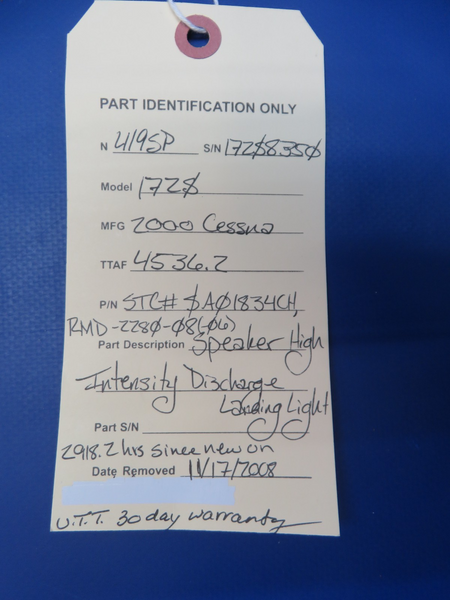 PART IDENTIFICATION ONLY
N 419SP S/N 172S8350
Model 172S
MFG 2000 Cessna
TTAF 4536.2
P/N STC# SA01834CH,
RMD-2280-08(-06)
Part Description Speaker High
Intensity Discharge
Landing Light
Part S/N
2918.2 hrs since new on
Date Removed 11/17/2008
U.T.T. 30 day warranty